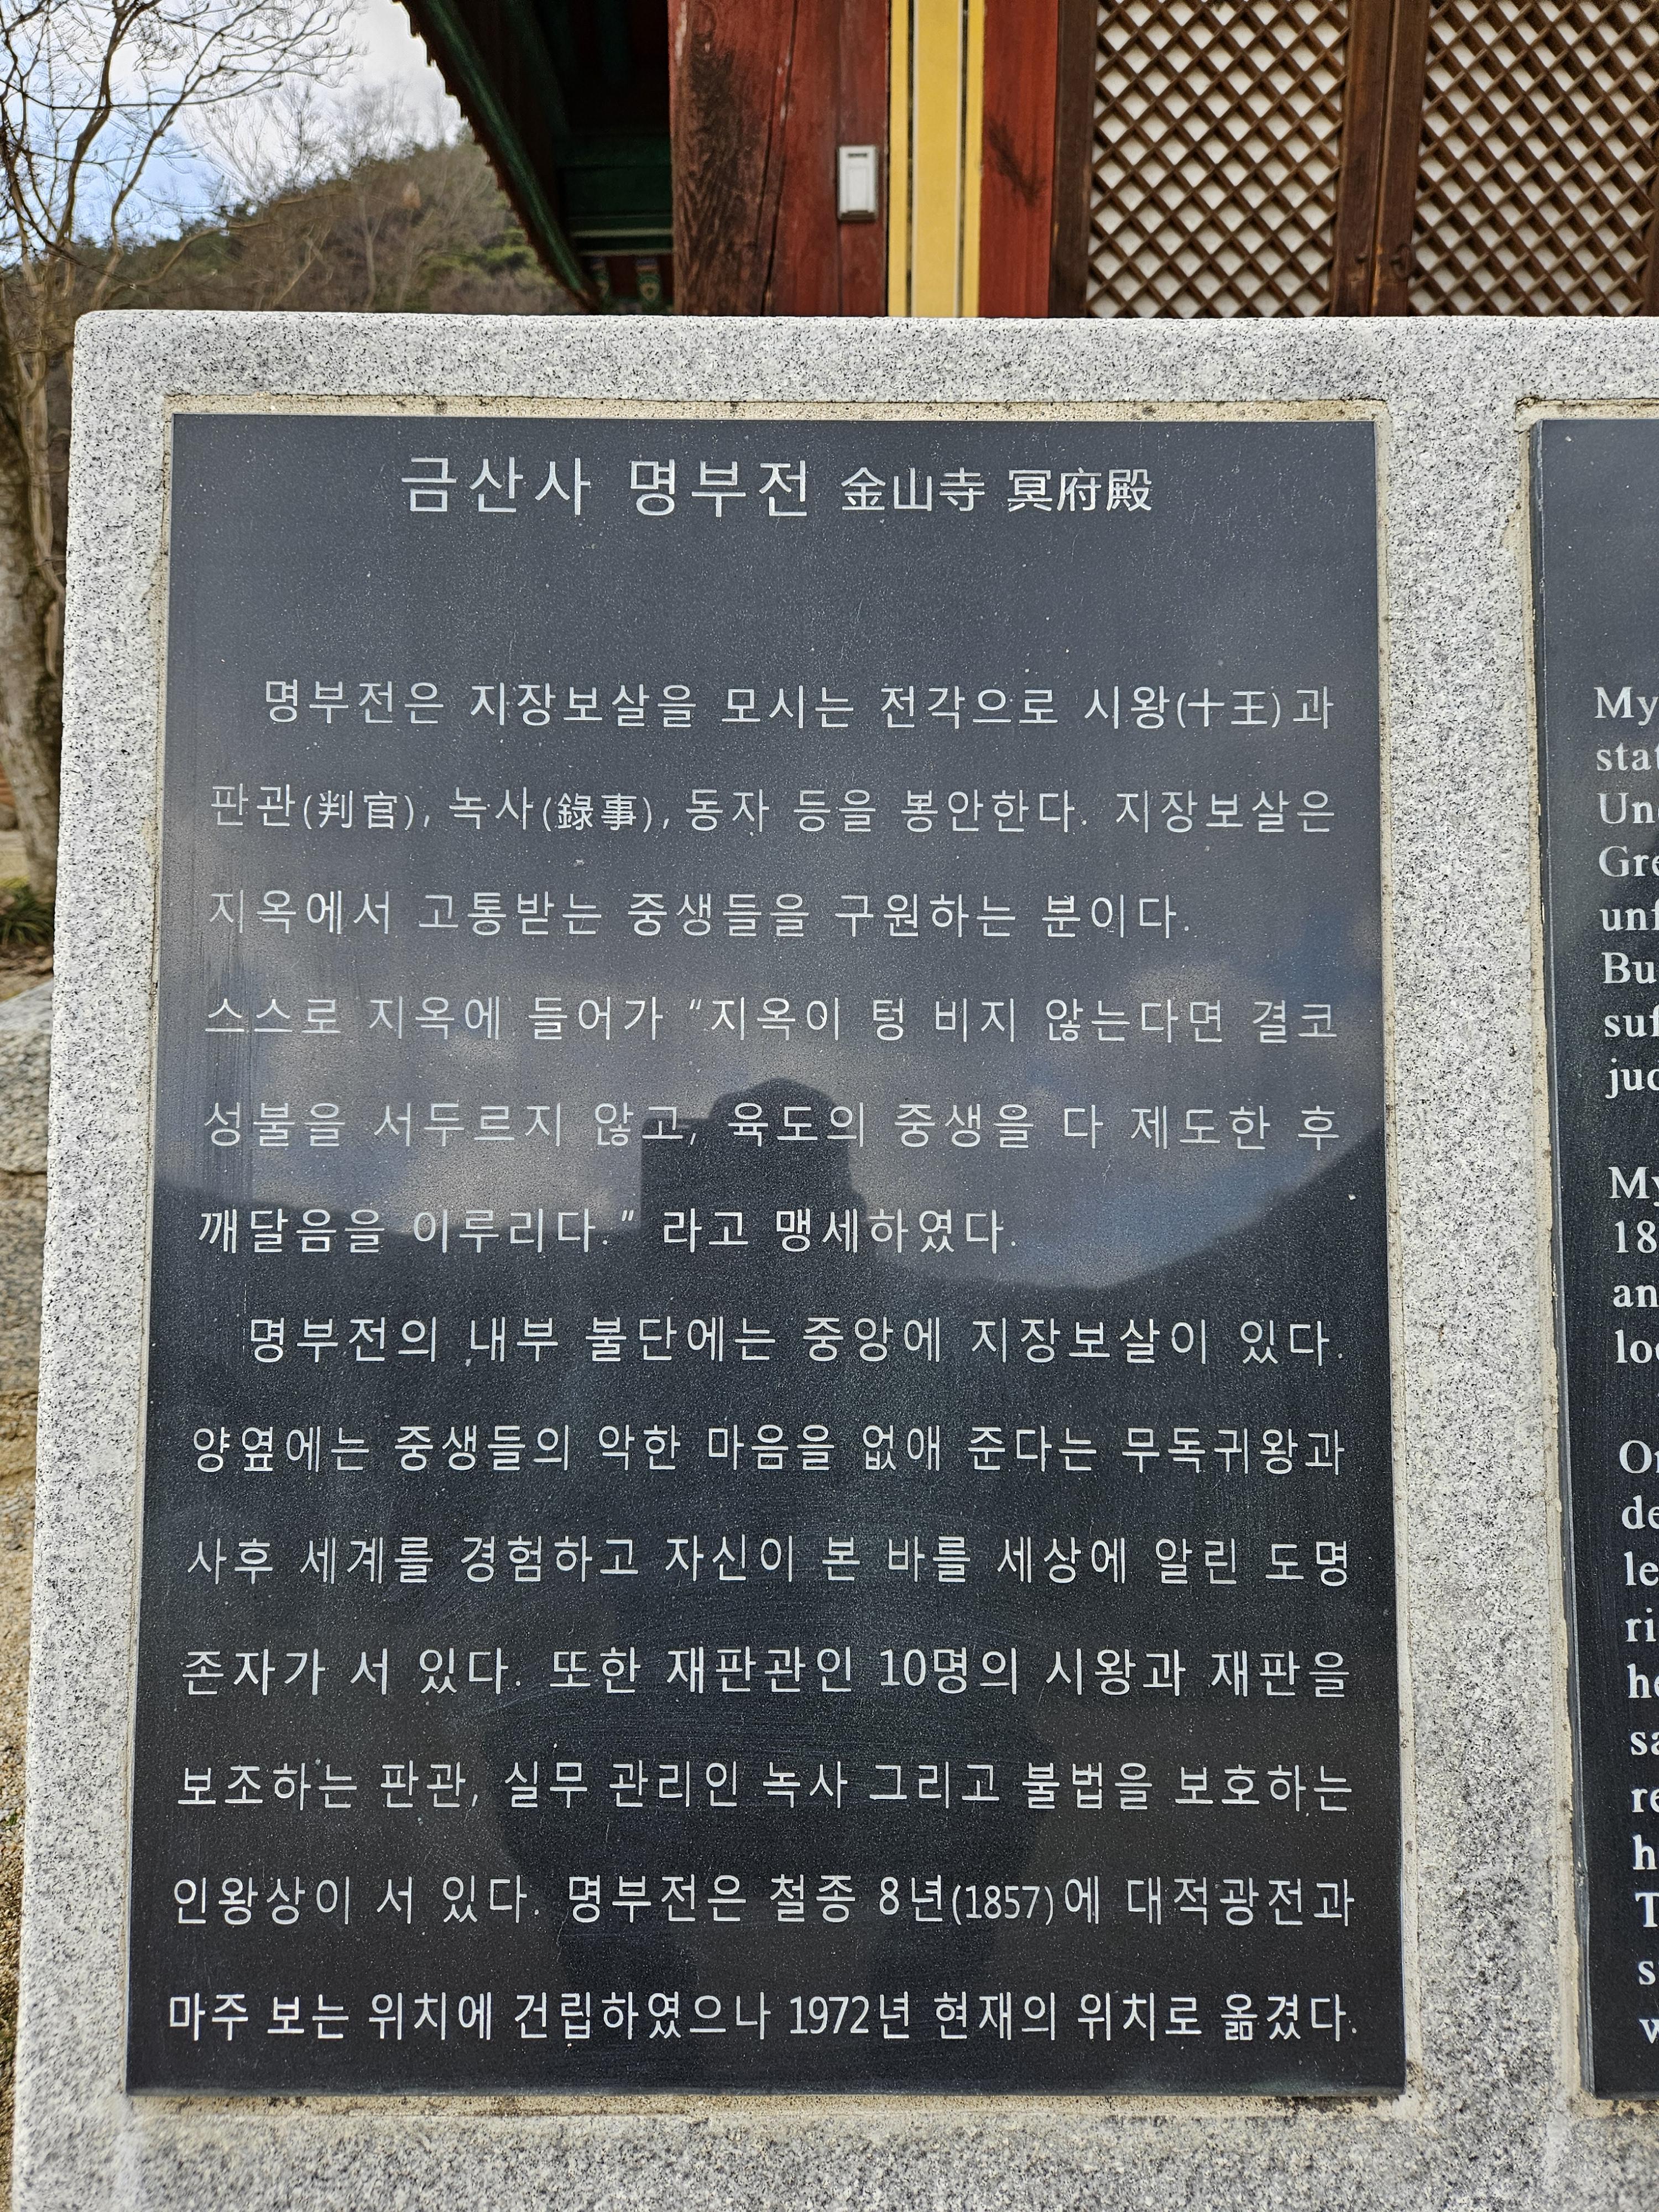 금산사 명부전 金山寺 冥府殿
명부전은 지장보살을 모시는 전각으로 시왕(十王)과
판관(判官), 녹사(錄事), 동자 등을 봉안한다. 지장보살은
지옥에서 고통받는 중생들을 구원하는 분이다.
스스로 지옥에 들어가 “지옥이 텅 비지 않는다면 결코
성불을 서두르지 않고, 육도의 중생을 다 제도한 후
깨달음을 이루리다.” 라고 맹세하였다.
명부전의 내부 불단에는 중앙에 지장보살이 있다.
양옆에는 중생들의 악한 마음을 없애 준다는 무독귀왕과
사후 세계를 경험하고 자신이 본 바를 세상에 알린 도명
존자가 서 있다. 또한 재판관인 10명의 시왕과 재판을
보조하는 판관, 실무 관리인 녹사 그리고 불법을 보호하는
인왕상이 서 있다. 명부전은 철종 8년(1857)에 대적광전과
마주 보는 위치에 건립하였으나 1972년 현재의 위치로 옮겼다.